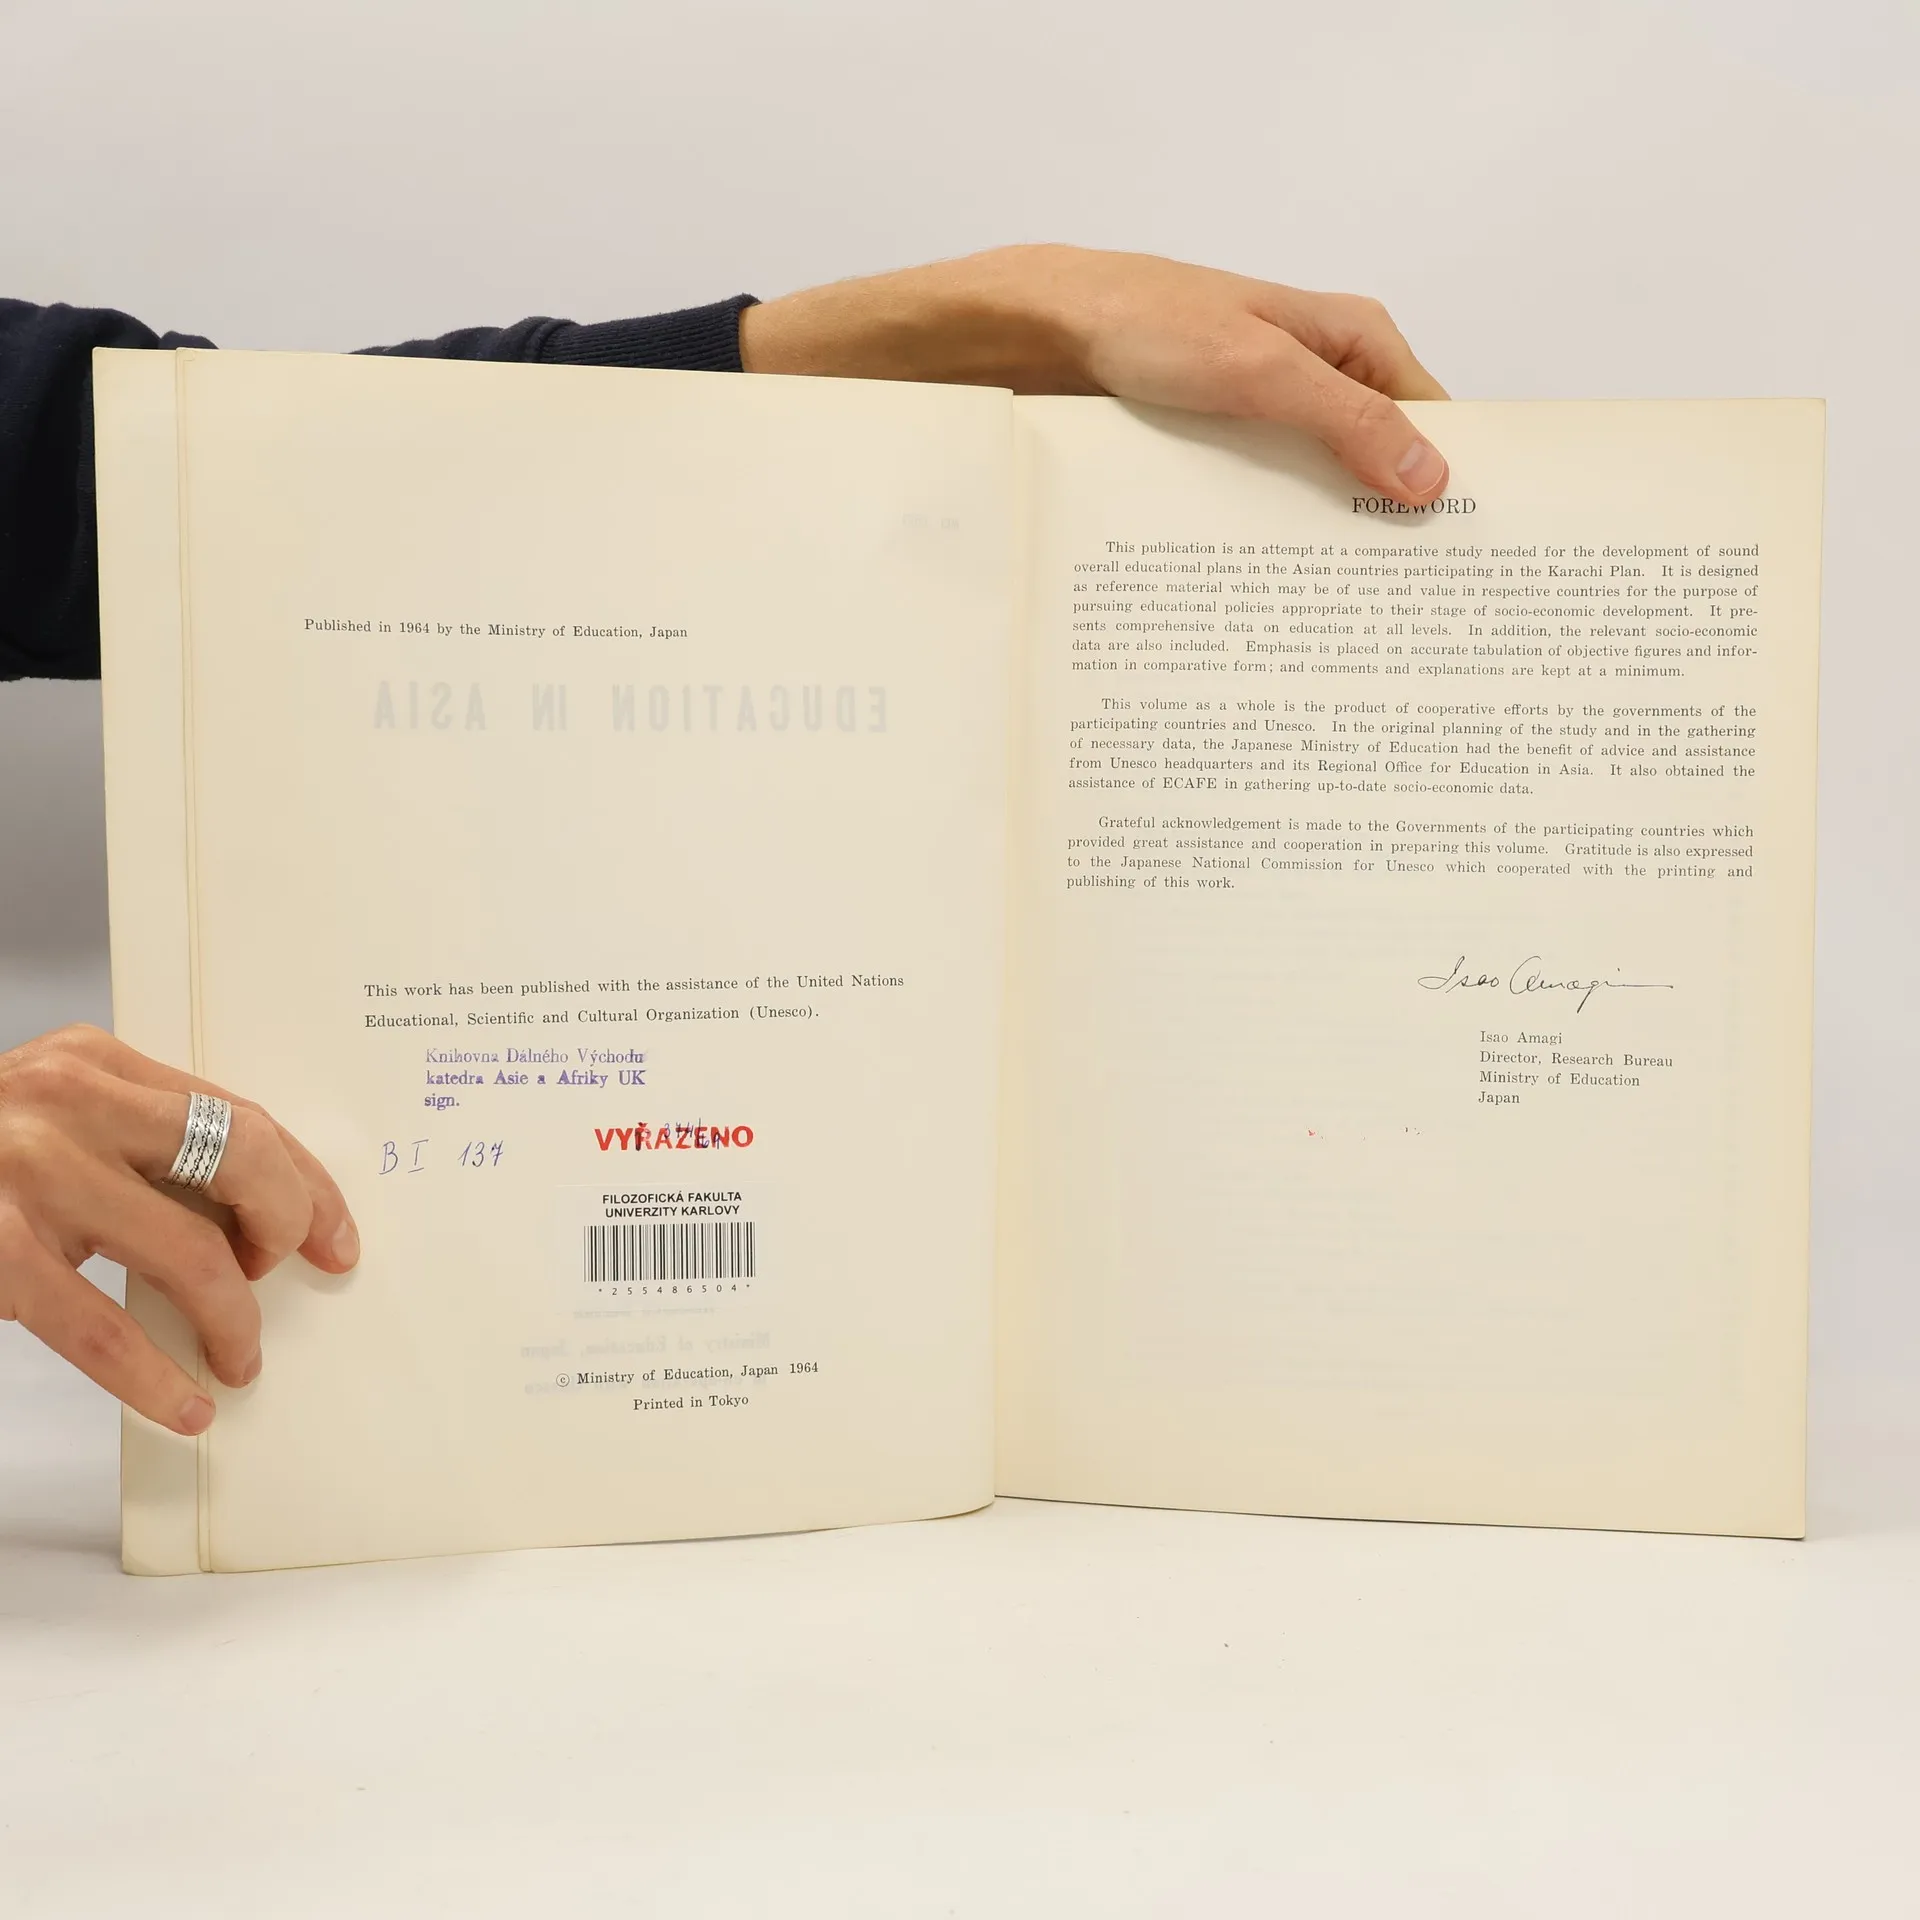 Published in 1964 by the Ministry of Education, Japan
EDUCATION IN ASIA
This work has been published with the assistance of the United Nations
Educational, Scientific and Cultural Organization (Unesco).
Knihovna Dálného Východu
katedra Asie a Afriky UK
sign.
B I 137
VYŘAZENO
FILOZOFICKÁ FAKULTA
UNIVERZITY KARLOVY
*255486504*
Ministry of Education, Japan
© Ministry of Education, Japan 1964
Printed in Tokyo
FOREWORD
This publication is an attempt at a comparative study needed for the development of sound
overall educational plans in the Asian countries participating in the Karachi Plan. It is designed
as reference material which may be of use and value in respective countries for the purpose of
pursuing educational policies appropriate to their stage of socio-economic development. It pre-
sents comprehensive data on education at all levels. In addition, the relevant socio-economic
data are also included. Emphasis is placed on accurate tabulation of objective figures and infor-
mation in comparative form; and comments and explanations are kept at a minimum.
This volume as a whole is the product of cooperative efforts by the governments of the
participating countries and Unesco. In the original planning of the study and in the gathering
of necessary data, the Japanese Ministry of Education had the benefit of advice and assistance
from Unesco headquarters and its Regional Office for Education in Asia. It also obtained the
assistance of ECAFE in gathering up-to-date socio-economic data.
Grateful acknowledgement is made to the Governments of the participating countries which
provided great assistance and cooperation in preparing this volume. Gratitude is also expressed
to the Japanese National Commission for Unesco which cooperated with the printing and
publishing of this work.
Isao Amagi
Isao Amagi
Director, Research Bureau
Ministry of Education
Japan